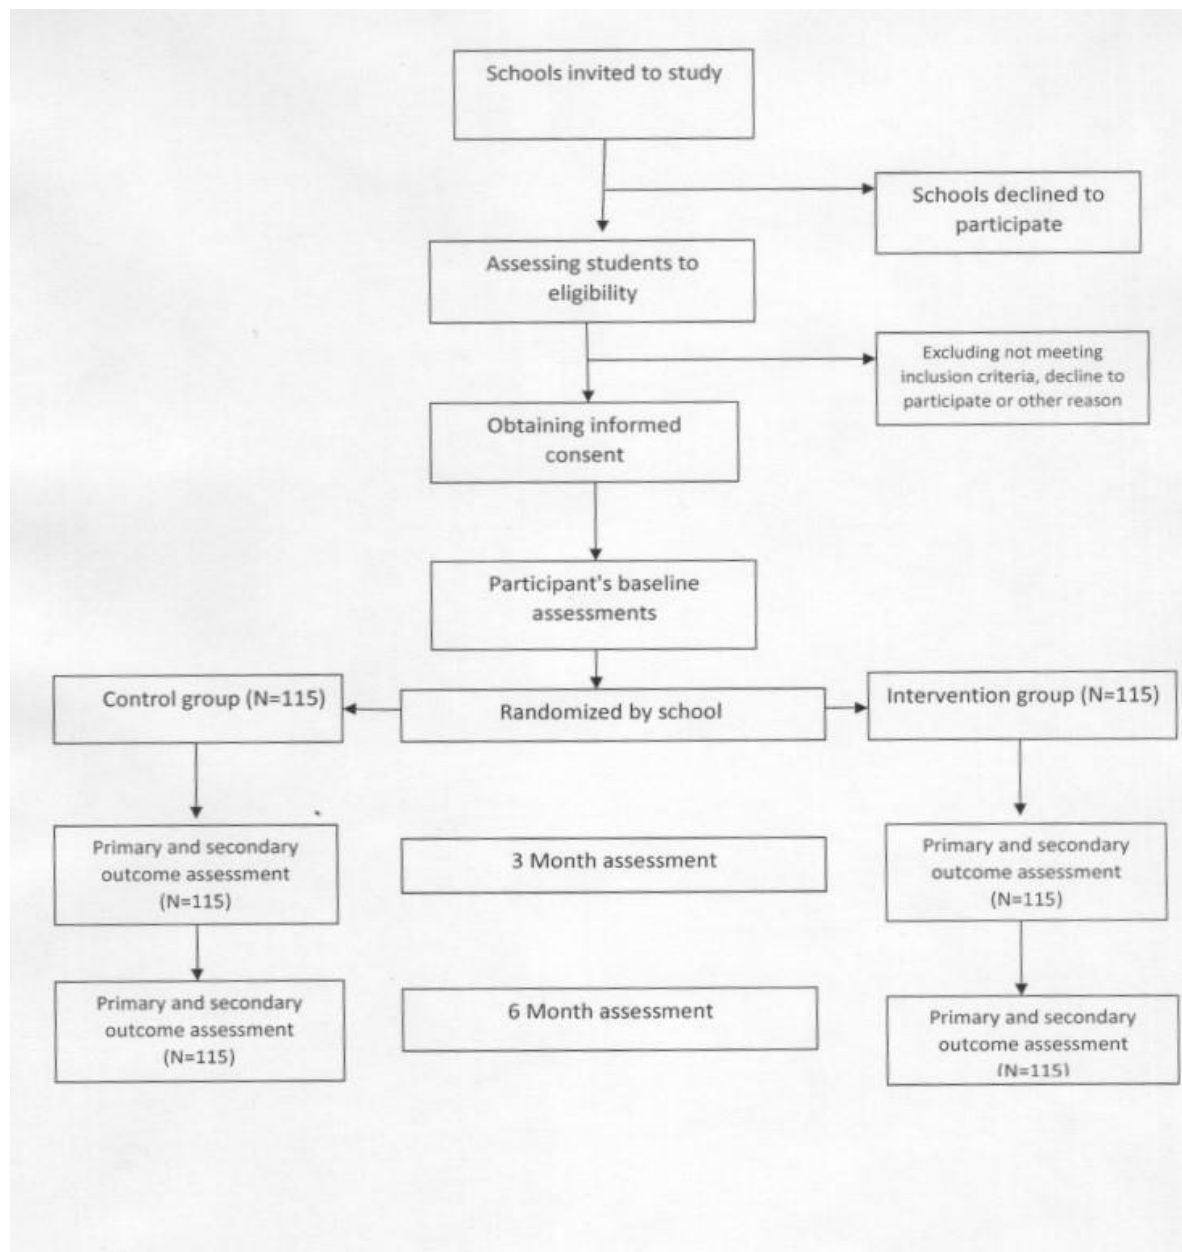 Schools invited to study
Schools declined to
participate
Assessing students to
eligibility
Excluding not meeting
inclusion criteria, decline to
participate or other reason
Obtaining informed
consent
Participant's baseline
assessments
Control group (N=115)
Randomized by school
Intervention group (N=115)
Primary and secondary
outcome assessment
(N=115)
3 Month assessment
Primary and secondary
outcome assessment
(N=115)
Primary and secondary
outcome assessment
(N=115)
6 Month assessment
Primary and secondary
outcome assessment
(N=115)